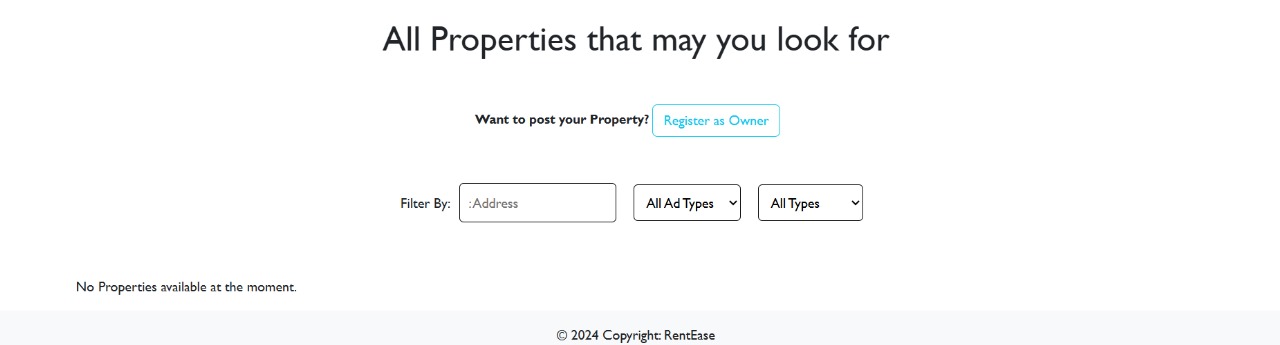 All Properties that may you look for
Want to post your Property? Register as Owner
Filter By: :Address All Ad Types All Types
No Properties available at the moment.
© 2024 Copyright: RentEase